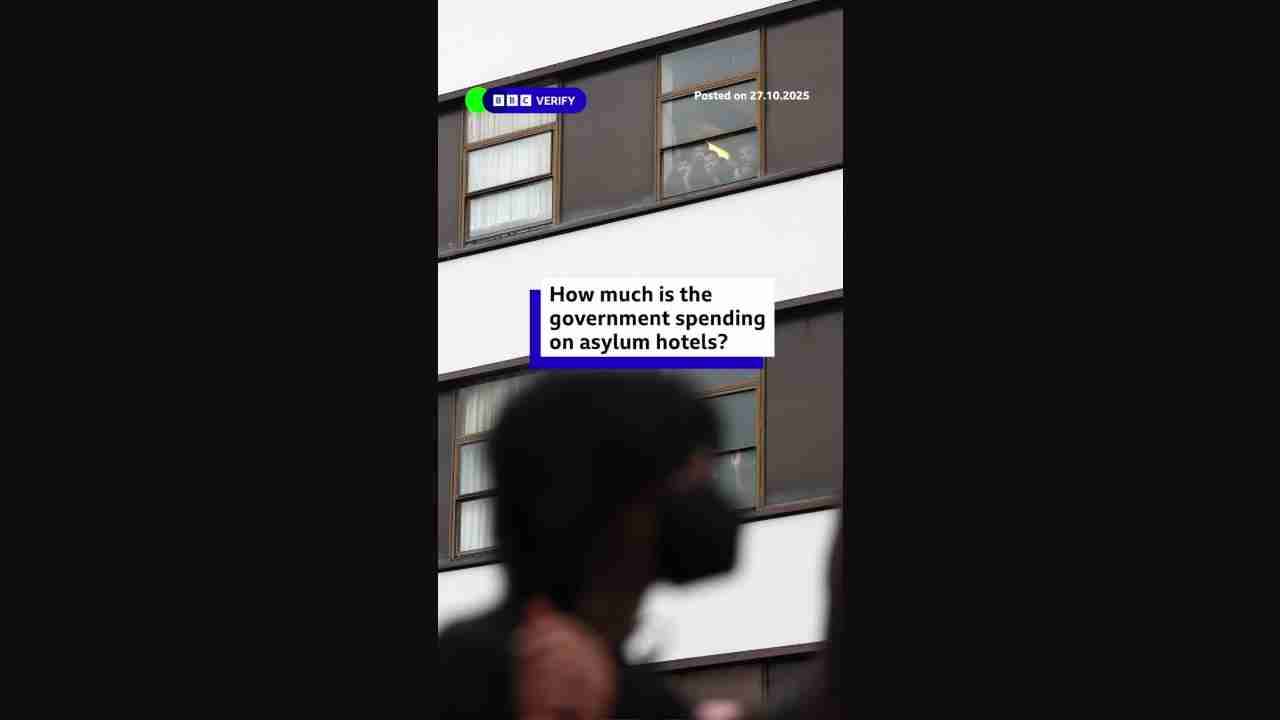 BBC VERIFY
Posted on 27.10.2025
How much is the
government spending
on asylum hotels?